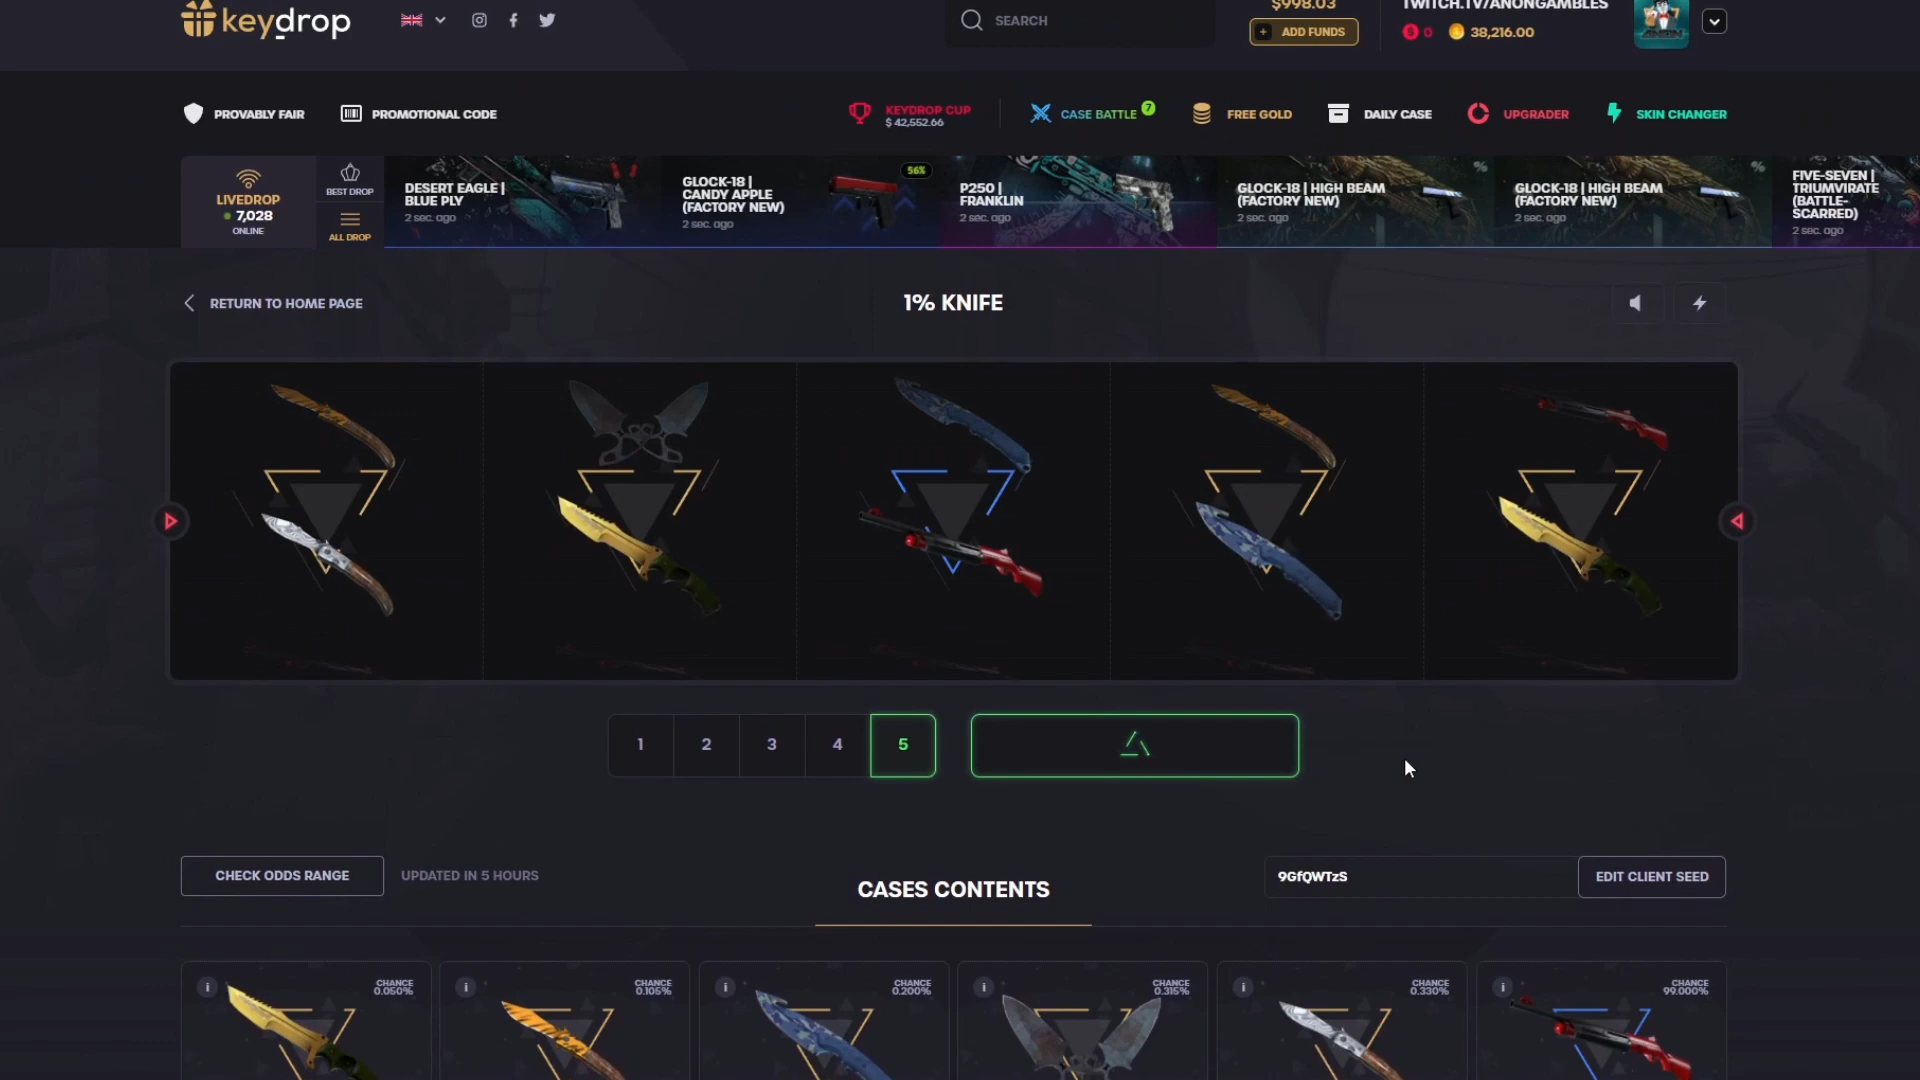 keydrop
SEARCH
$998.03
+ ADD FUNDS
TWITCH.TV/ANONGAMBLES
$ 0
38,216.00
PROVABLY FAIR
PROMOTIONAL CODE
KEYDROP CUP
$ 42,552.66
CASE BATTLE 7
FREE GOLD
DAILY CASE
UPGRADER
SKIN CHANGER
LIVEDROP
7,028
ONLINE
BEST DROP
ALL DROP
DESERT EAGLE |
BLUE PLY
2 sec. ago
GLOCK-18 |
CANDY APPLE
(FACTORY NEW)
2 sec. ago
56%
P250 |
FRANKLIN
2 sec. ago
GLOCK-18 | HIGH BEAM
(FACTORY NEW)
2 sec. ago
%
GLOCK-18 | HIGH BEAM
(FACTORY NEW)
2 sec. ago
%
FIVE-SEVEN |
TRIUMVIRATE
(BATTLE-
SCARRED)
2 sec. ago
RETURN TO HOME PAGE
1% KNIFE
1 2 3 4 5
CHECK ODDS RANGE
UPDATED IN 5 HOURS
CASES CONTENTS
9GfQWTzS
EDIT CLIENT SEED
i CHANCE
0.050%
i CHANCE
0.105%
i CHANCE
0.200%
i CHANCE
0.315%
i CHANCE
0.330%
i CHANCE
99.000%